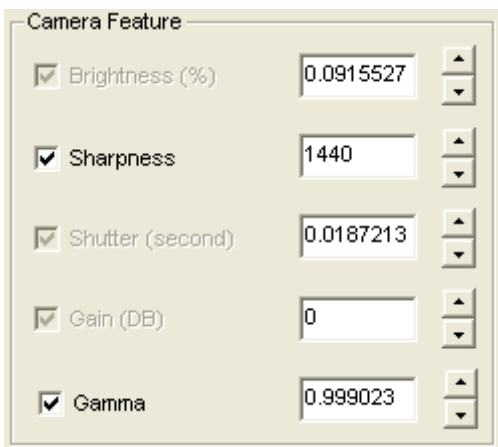 Camera Feature
Brightness (%) 0.0915527
Sharpness 1440
Shutter (second) 0.0187213
Gain (DB) 0
Gamma 0.999023